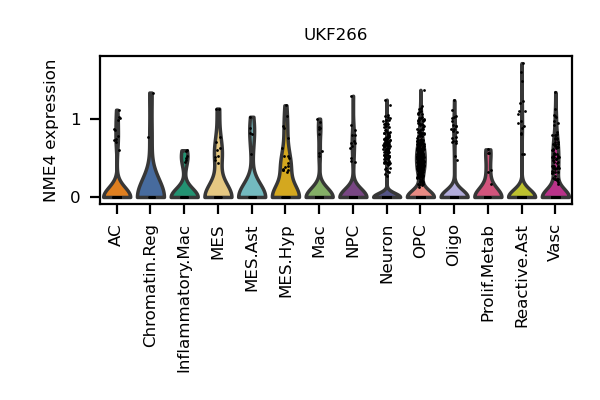 UKF266
NME4 expression
1
0
AC
Chromatin.Reg
Inflammatory.Mac
MES
MES.Ast
MES.Hyp
Mac
NPC
Neuron
OPC
Oligo
Prolif.Metab
Reactive.Ast
Vasc